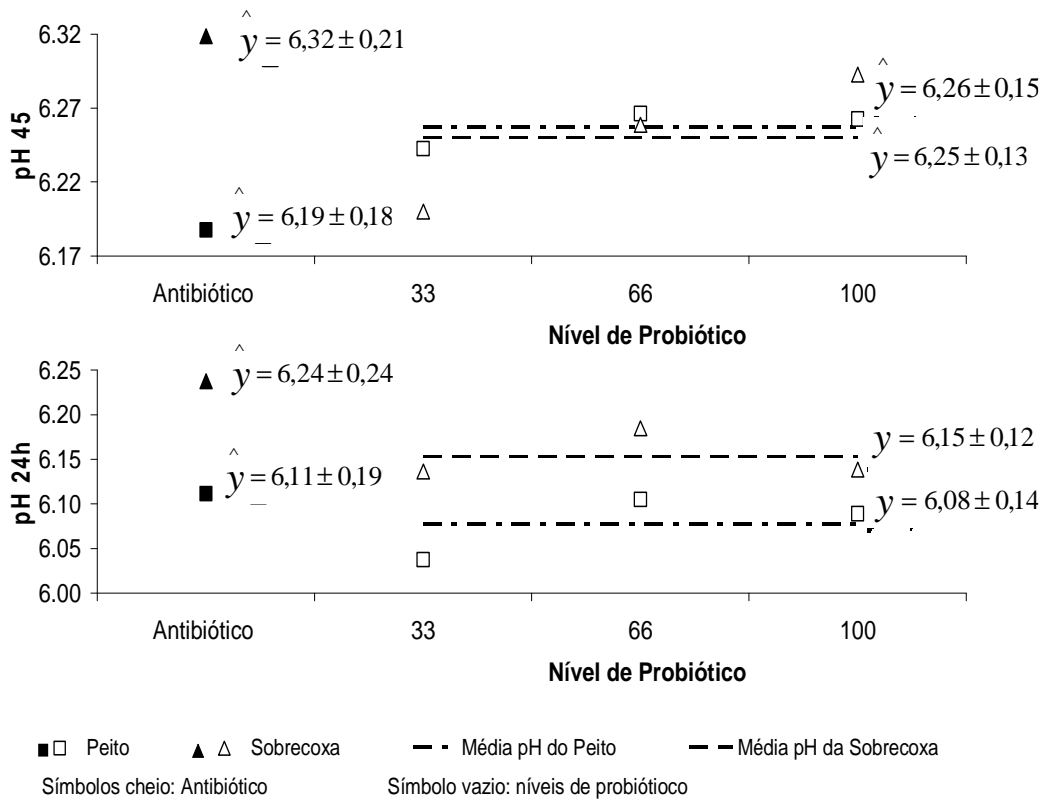 6.32
6.27
6.22
6.17
pH 45
ŷ = 6,32 ± 0,21
ŷ = 6,19 ± 0,18
ŷ = 6,26 ± 0,15
ŷ = 6,25 ± 0,13
Antibiótico 33 66 100
Nível de Probiótico
6.25
6.20
6.15
6.10
6.05
6.00
pH 24h
ŷ = 6,24 ± 0,24
ŷ = 6,11 ± 0,19
y = 6,15 ± 0,12
y = 6,08 ± 0,14
Antibiótico 33 66 100
Nível de Probiótico
Peito Sobrecoxa Média pH do Peito Média pH da Sobrecoxa
Símbolos cheio: Antibiótico Símbolo vazio: níveis de probiótioco